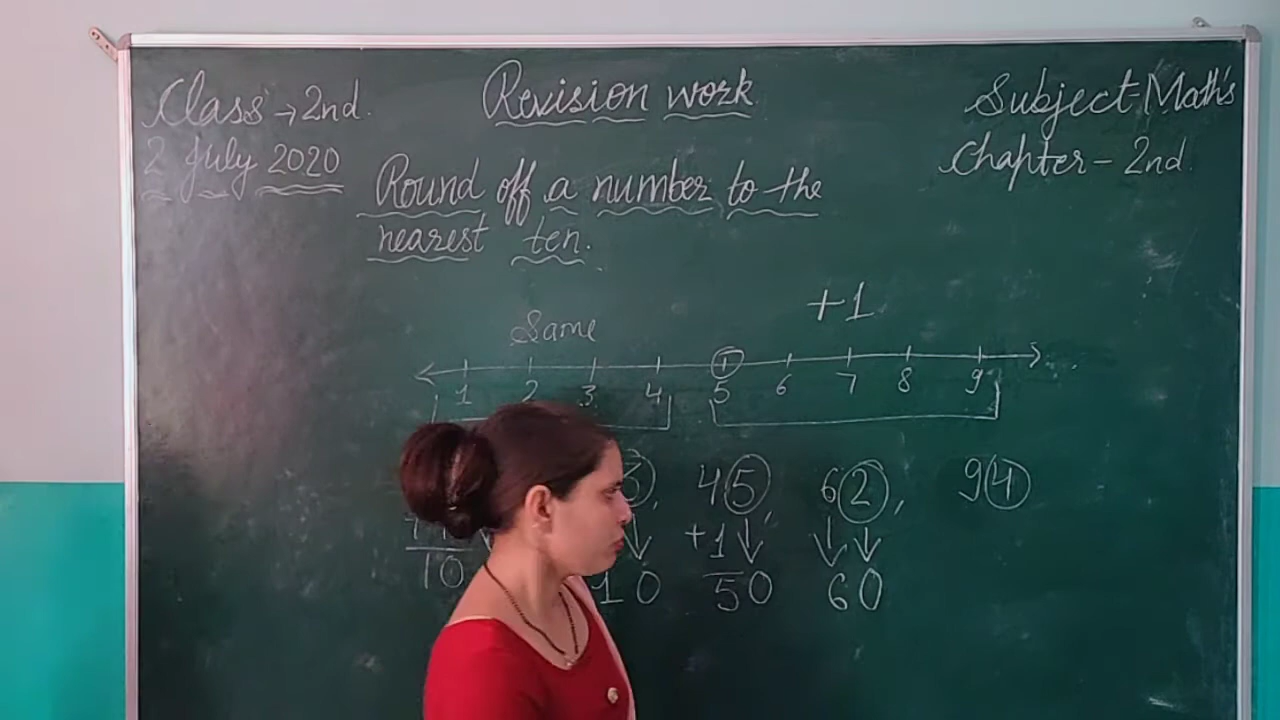 Class → 2nd.
Revision work
Subject-Math's
2 July 2020
Chapter - 2nd.
Round off a number to the
nearest ten.
+1
Same
1 2 3 4 5 6 7 8 9
3, 45, 62, 94
+1
10 10 50 60